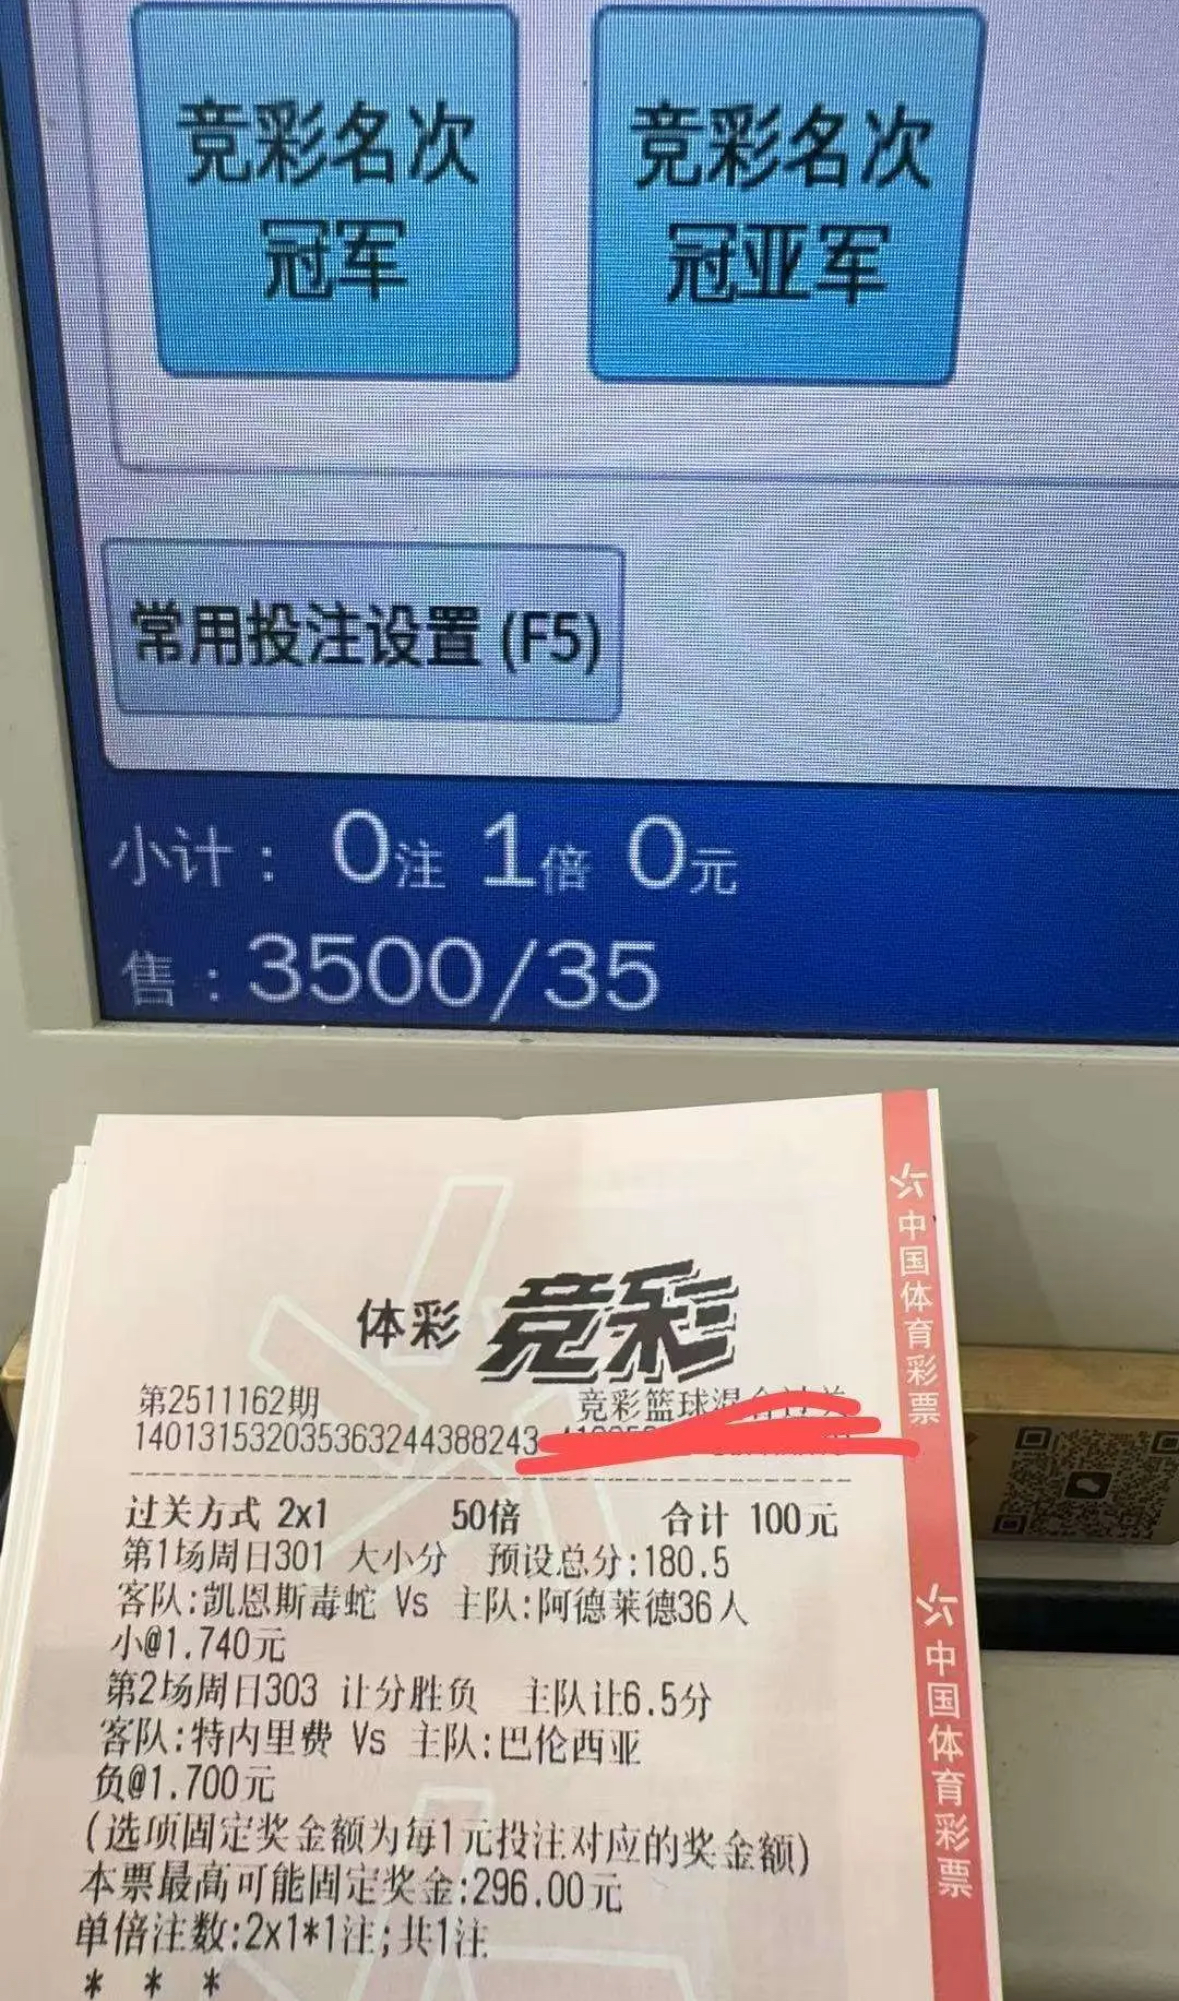 竞彩名次
冠军
竞彩名次
冠亚军
常用投注设置 (F5)
小计： 0注 1倍 0元
售：3500/35
中国体育彩票
体彩 竞彩
第2511162期 竞彩篮球混合过关
140131532035363244388243
过关方式 2x1 50倍 合计 100元
第1场周日301 大小分 预设总分:180.5
客队:凯恩斯毒蛇 Vs 主队:阿德莱德36人
小@1.740元
第2场周日303 让分胜负 主队让6.5分
客队:特内里费 Vs 主队:巴伦西亚
负@1.700元
(选项固定奖金额为每1元投注对应的奖金额)
本票最高可能固定奖金:296.00元
单倍注数:2x1*1注;共1注
* * *
中国体育彩票